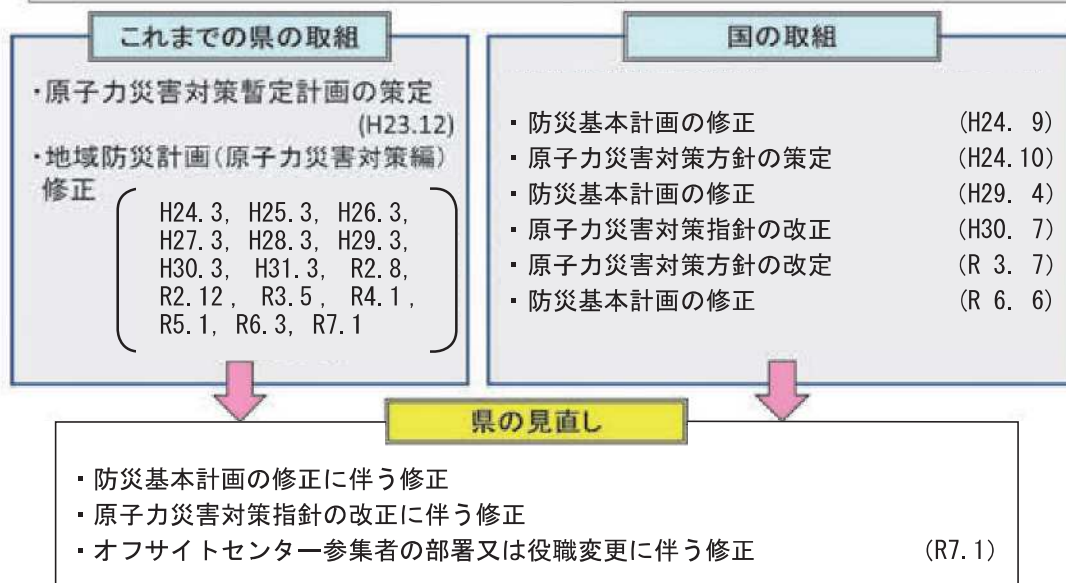 これまでの県の取組
・原子力災害対策暫定計画の策定
(H23.12)
・地域防災計画(原子力災害対策編)
修正
H24.3, H25.3, H26.3,
H27.3, H28.3, H29.3,
H30.3, H31.3, R2.8,
R2.12, R3.5, R4.1,
R5.1, R6.3, R7.1
国の取組
・防災基本計画の修正 (H24. 9)
・原子力災害対策方針の策定 (H24.10)
・防災基本計画の修正 (H29. 4)
・原子力災害対策指針の改正 (H30. 7)
・原子力災害対策方針の改定 (R 3. 7)
・防災基本計画の修正 (R 6. 6)
県の見直し
・防災基本計画の修正に伴う修正
・原子力災害対策指針の改正に伴う修正
・オフサイトセンター参集者の部署又は役職変更に伴う修正 (R7.1)